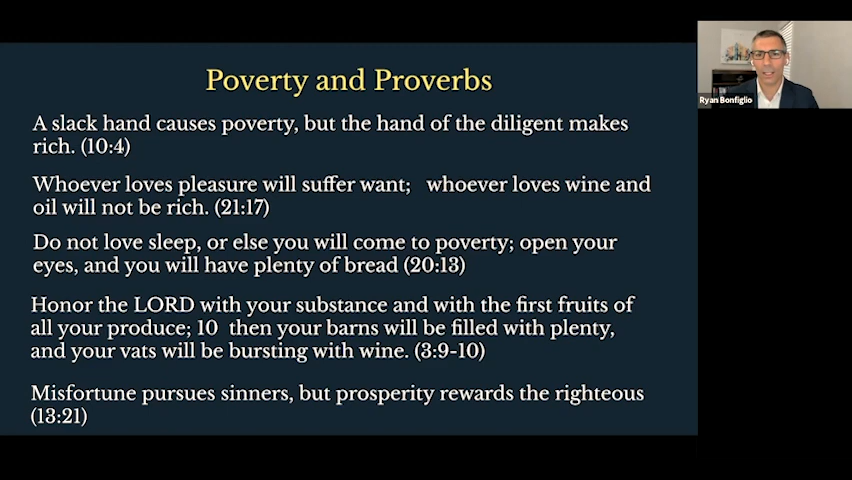 Poverty and Proverbs
A slack hand causes poverty, but the hand of the diligent makes
rich. (10:4)
Whoever loves pleasure will suffer want; whoever loves wine and
oil will not be rich. (21:17)
Do not love sleep, or else you will come to poverty; open your
eyes, and you will have plenty of bread (20:13)
Honor the LORD with your substance and with the first fruits of
all your produce; 10 then your barns will be filled with plenty,
and your vats will be bursting with wine. (3:9-10)
Misfortune pursues sinners, but prosperity rewards the righteous
(13:21)
Ryan Bonfiglio